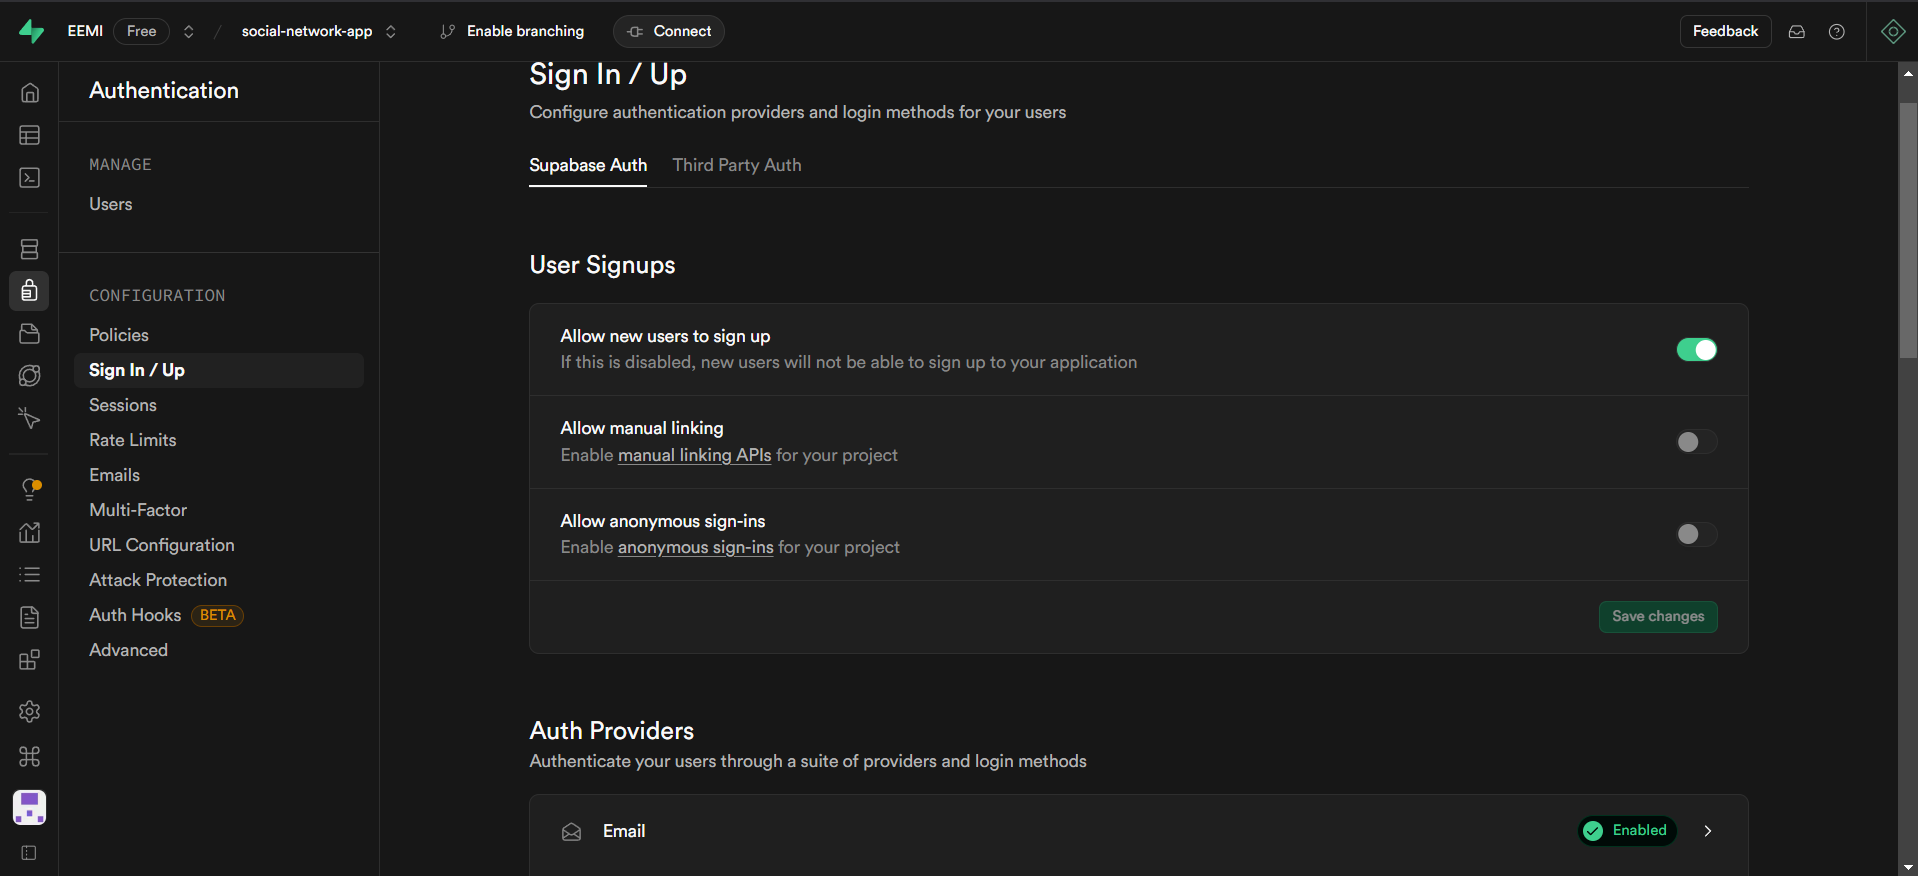 EEMI Free social-network-app Enable branching Connect Feedback
Authentication
MANAGE
Users
CONFIGURATION
Policies
Sign In / Up
Sessions
Rate Limits
Emails
Multi-Factor
URL Configuration
Attack Protection
Auth Hooks BETA
Advanced
Sign In / Up
Configure authentication providers and login methods for your users
Supabase Auth Third Party Auth
User Signups
Allow new users to sign up
If this is disabled, new users will not be able to sign up to your application
Allow manual linking
Enable manual linking APIs for your project
Allow anonymous sign-ins
Enable anonymous sign-ins for your project
Save changes
Auth Providers
Authenticate your users through a suite of providers and login methods
Email Enabled